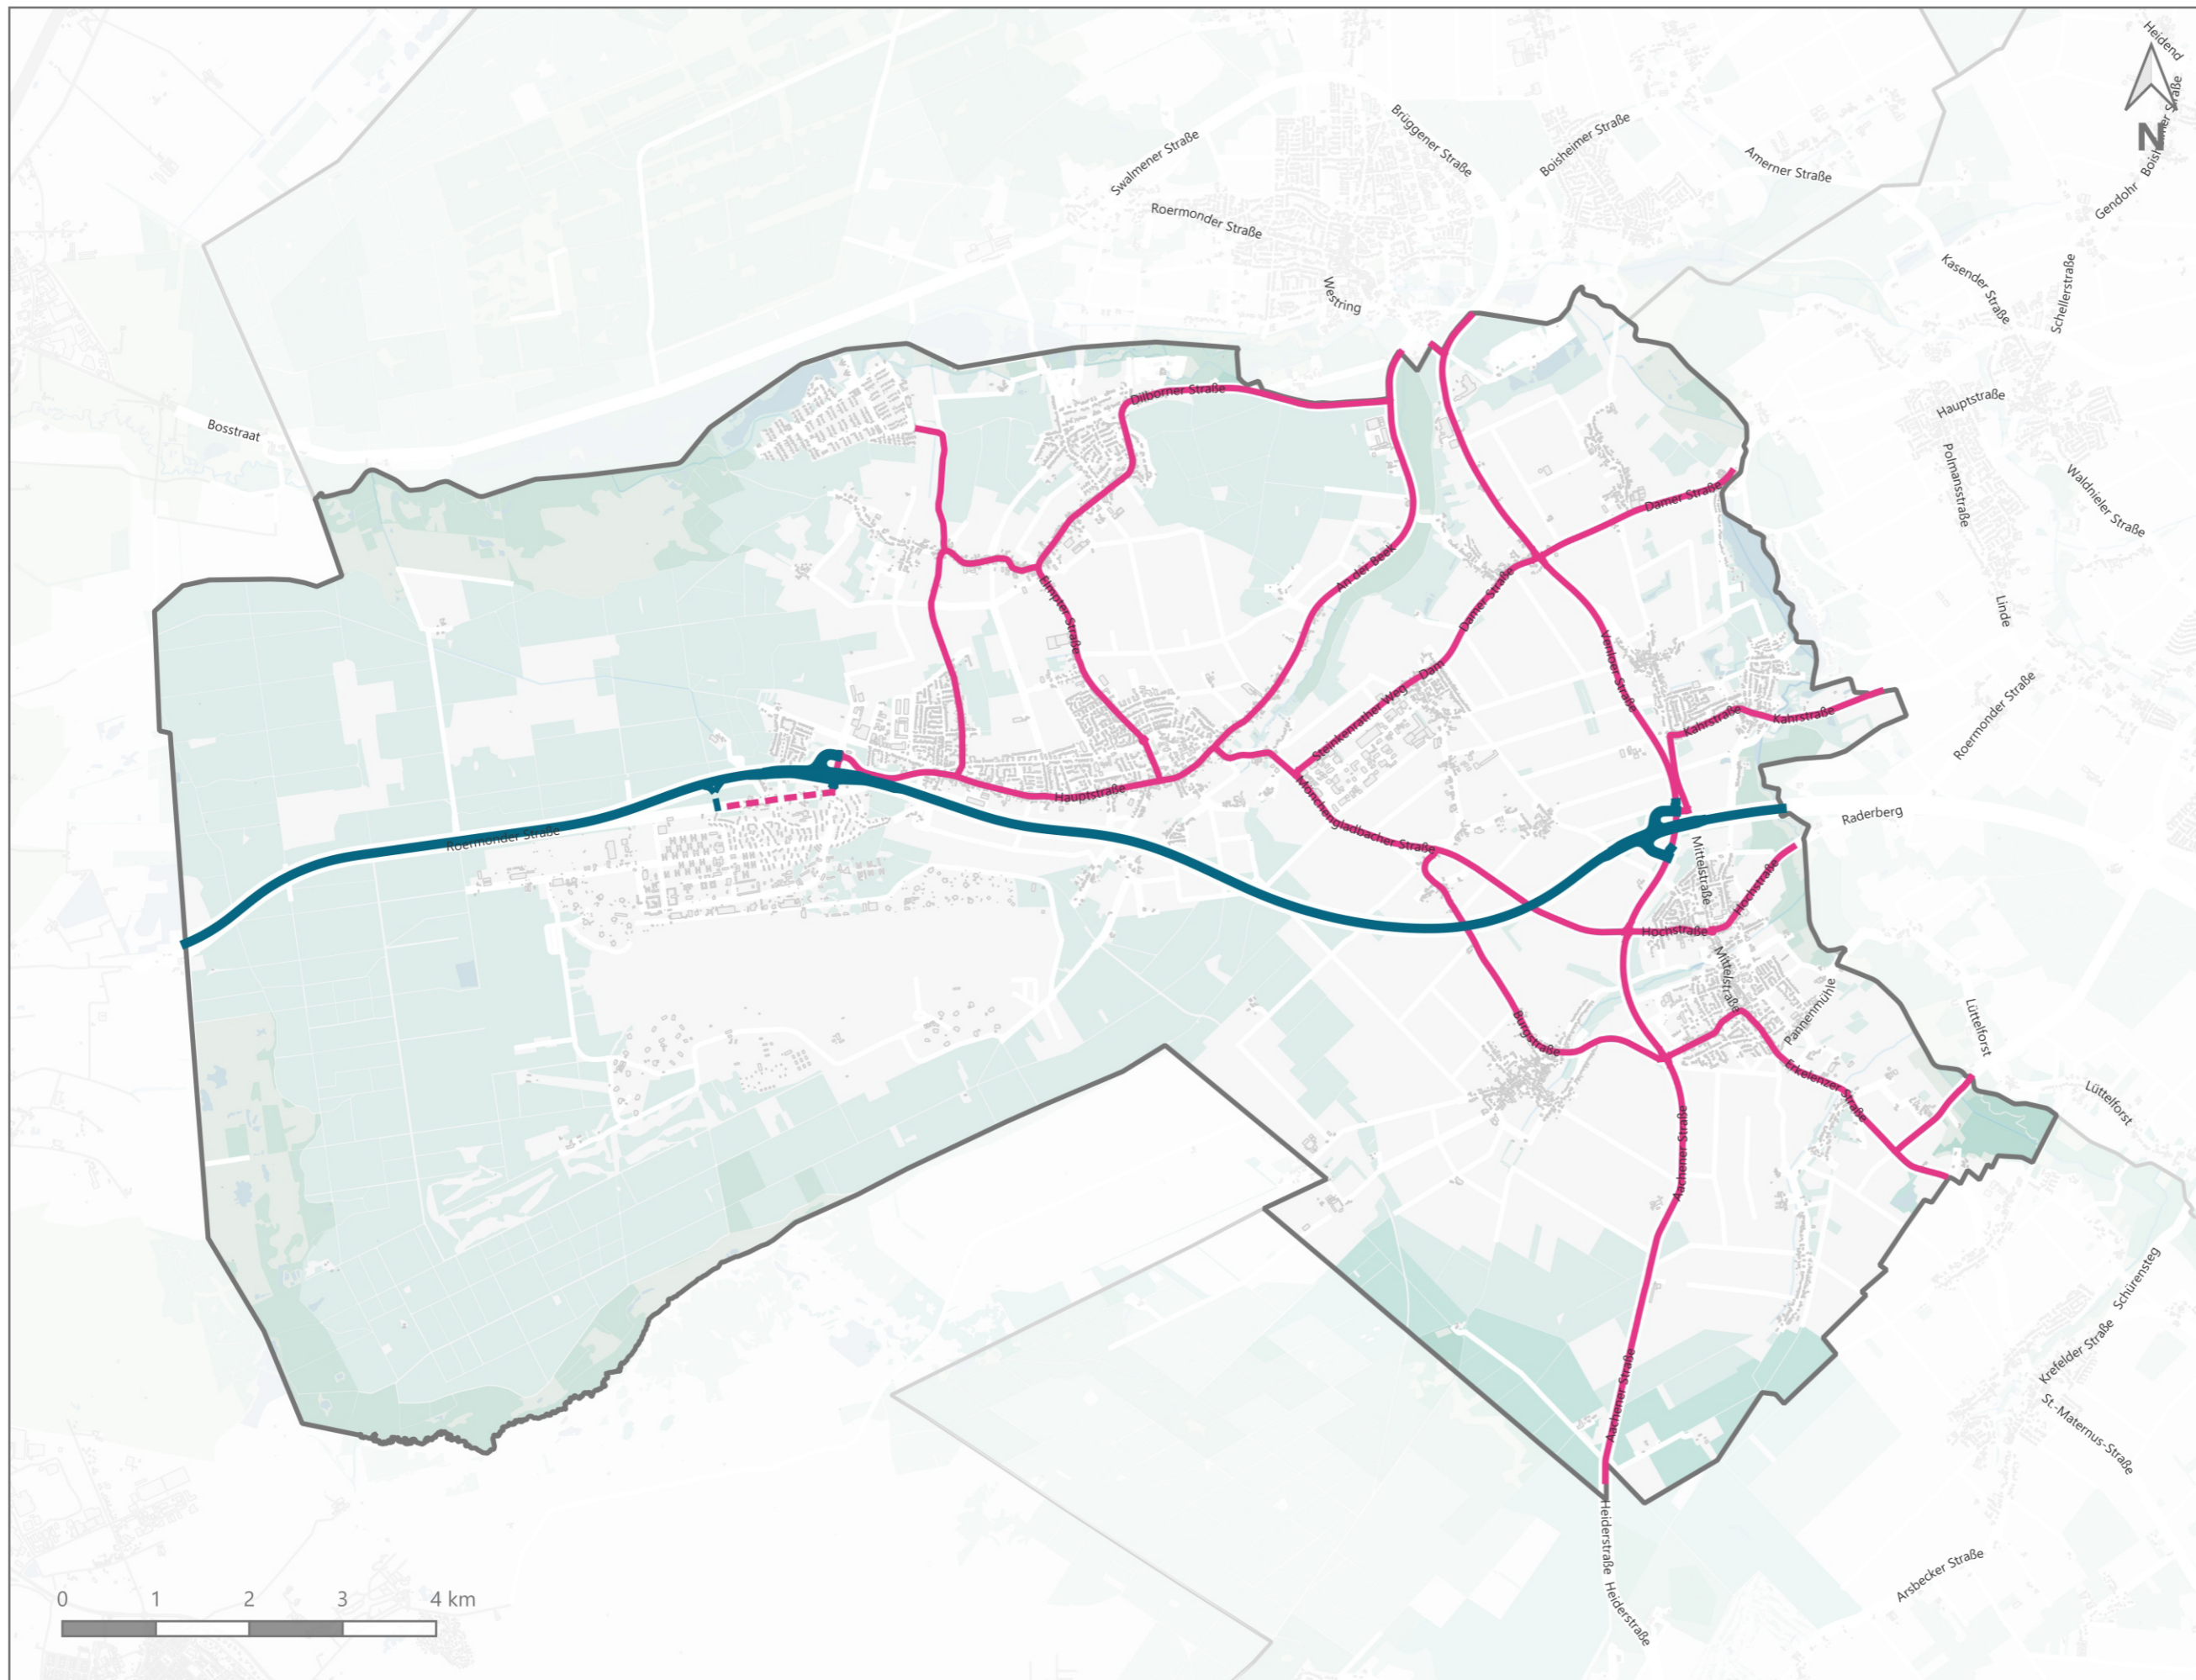 Heidend
N
Boisheimer Straße
Gendohr
Swalmener Straße
Brüggener Straße
Boisheimer Straße
Amerner Straße
Roermonder Straße
Westring
Kasender Straße
Schellerstraße
Hauptstraße
Polmansstraße
Waldnieler Straße
Linde
Roermonder Straße
Bosstraat
Dilborner Straße
Damer Straße
An der Beek
Elmpter Straße
Damer Straße
Venloer Straße
Dam
Steinkenrather Weg
Kahrstraße
Kahrstraße
Hauptstraße
Mönchengladbacher Straße
Roermonder Straße
Raderberg
Mittelstraße
Hochstraße
Hochstraße
Mittelstraße
Pannenmühle
Burgstraße
Lüttelforst
Erkelenzer Straße
Lüttelforst
Aachener Straße
Schürensteg
Krefelder Straße
Aachener Straße
St.-Maternus-Straße
Heiderstraße
Arsbecker Straße
Heiderstraße
0 1 2 3 4 km